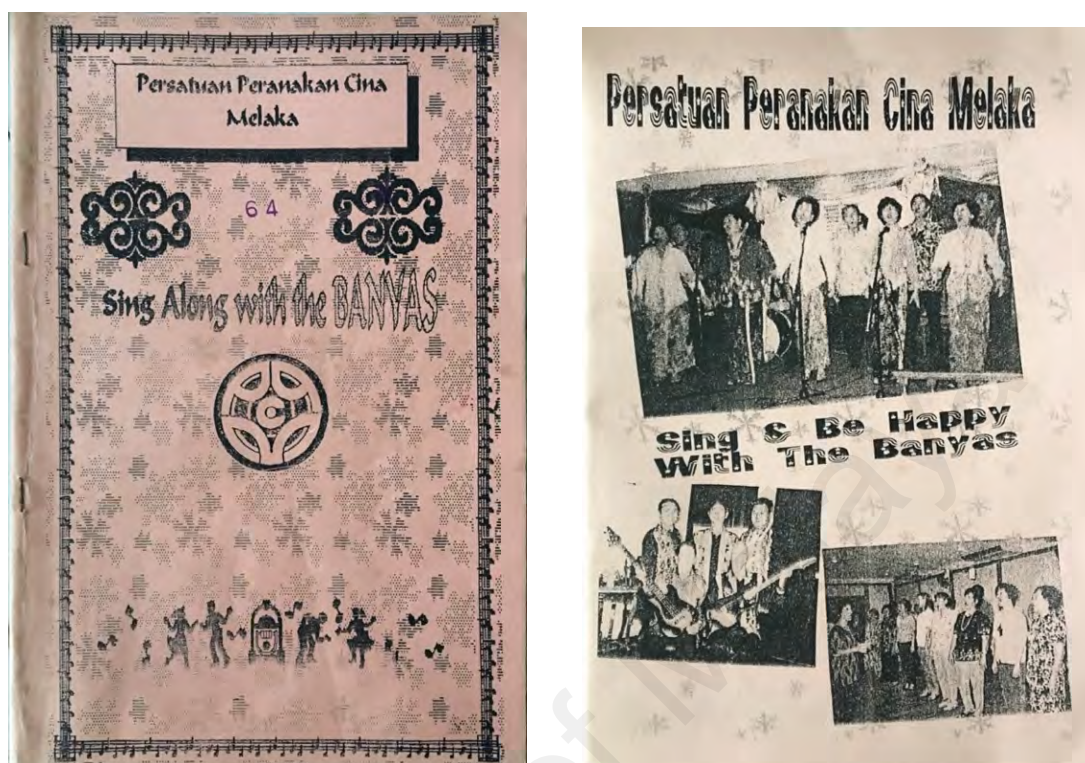 Persatuan Peranakan Cina
Melaka
64
Sing Along with the BANYAS
Persatuan Peranakan Cina Melaka
Sing & Be Happy
With The Banyas